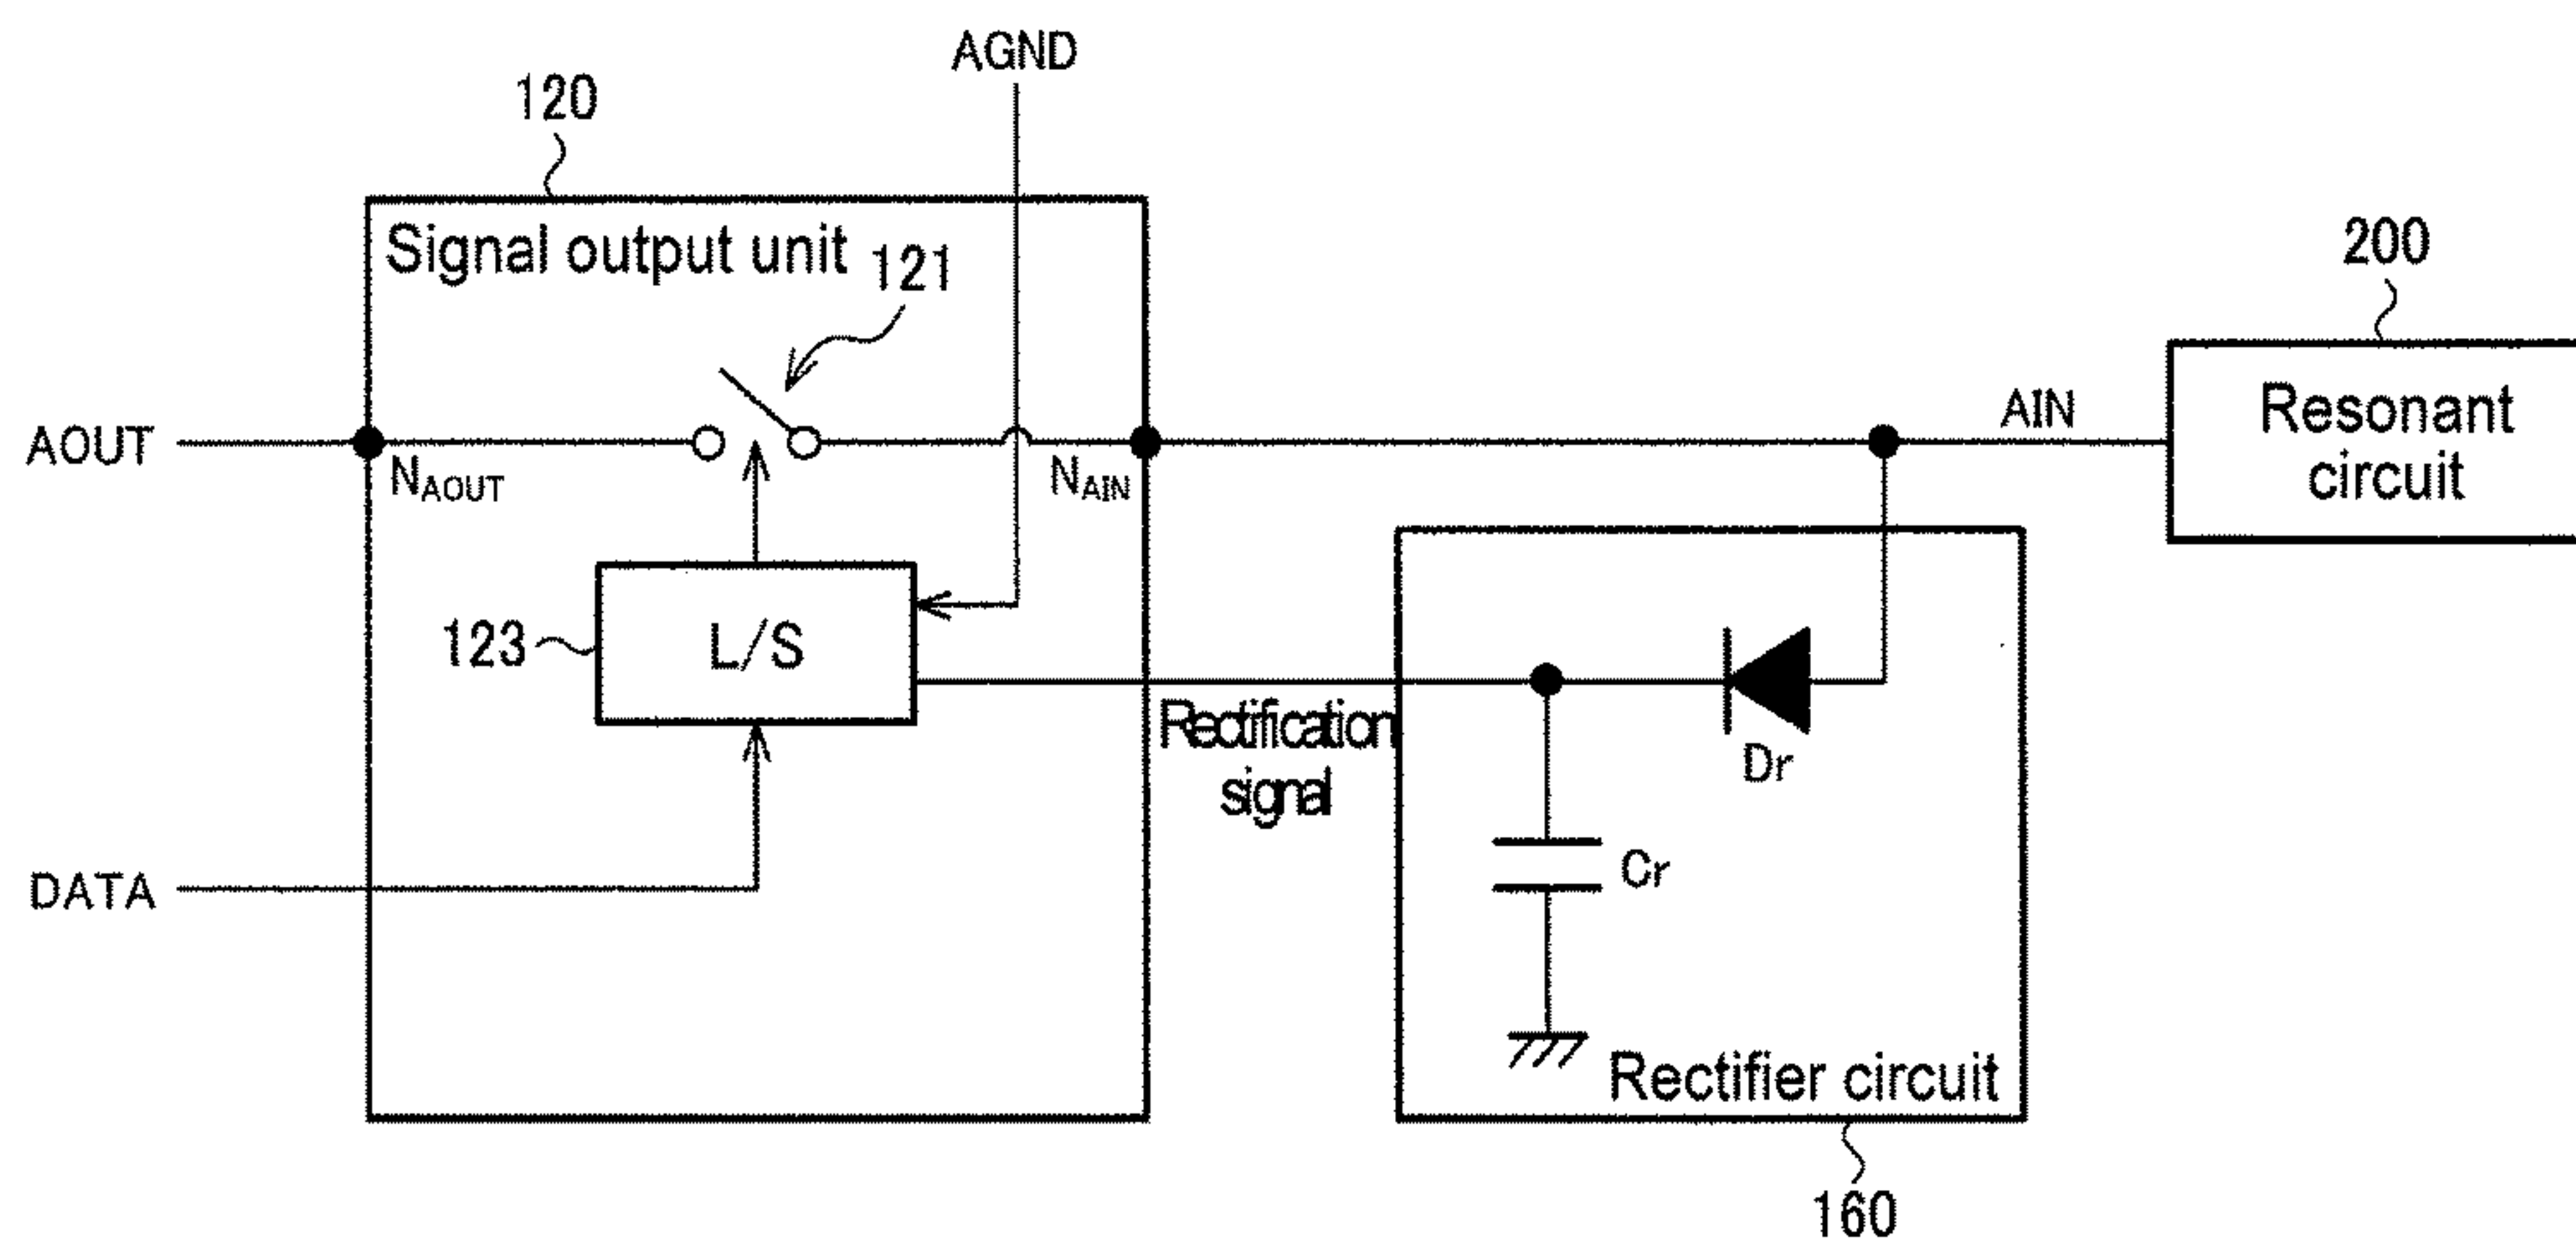 AGND
120
Signal output unit
121
200
AOUT
NAOUT
NAIN
AIN
Resonant
circuit
123
L/S
Rectification
signal
Dr
DATA
Cr
Rectifier circuit
160